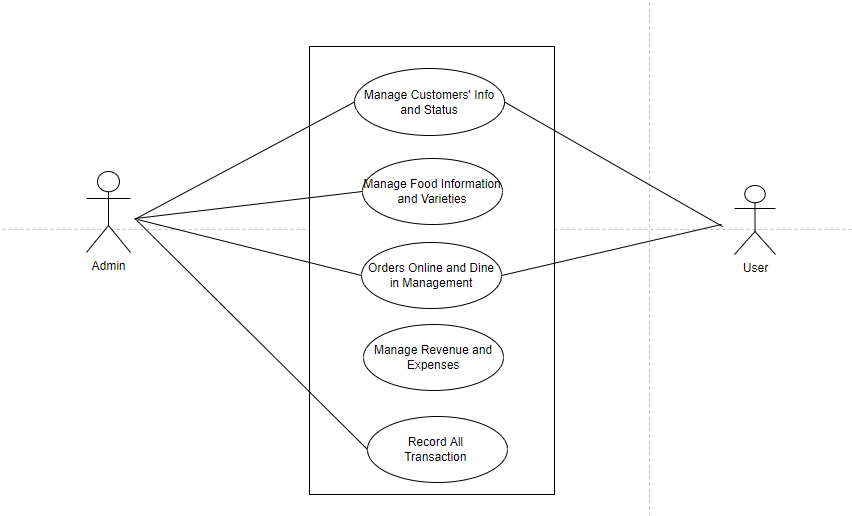 Manage Customers' Info
and Status
Manage Food Information
and Varieties
Admin
Orders Online and Dine
in Management
User
Manage Revenue and
Expenses
Record All
Transaction